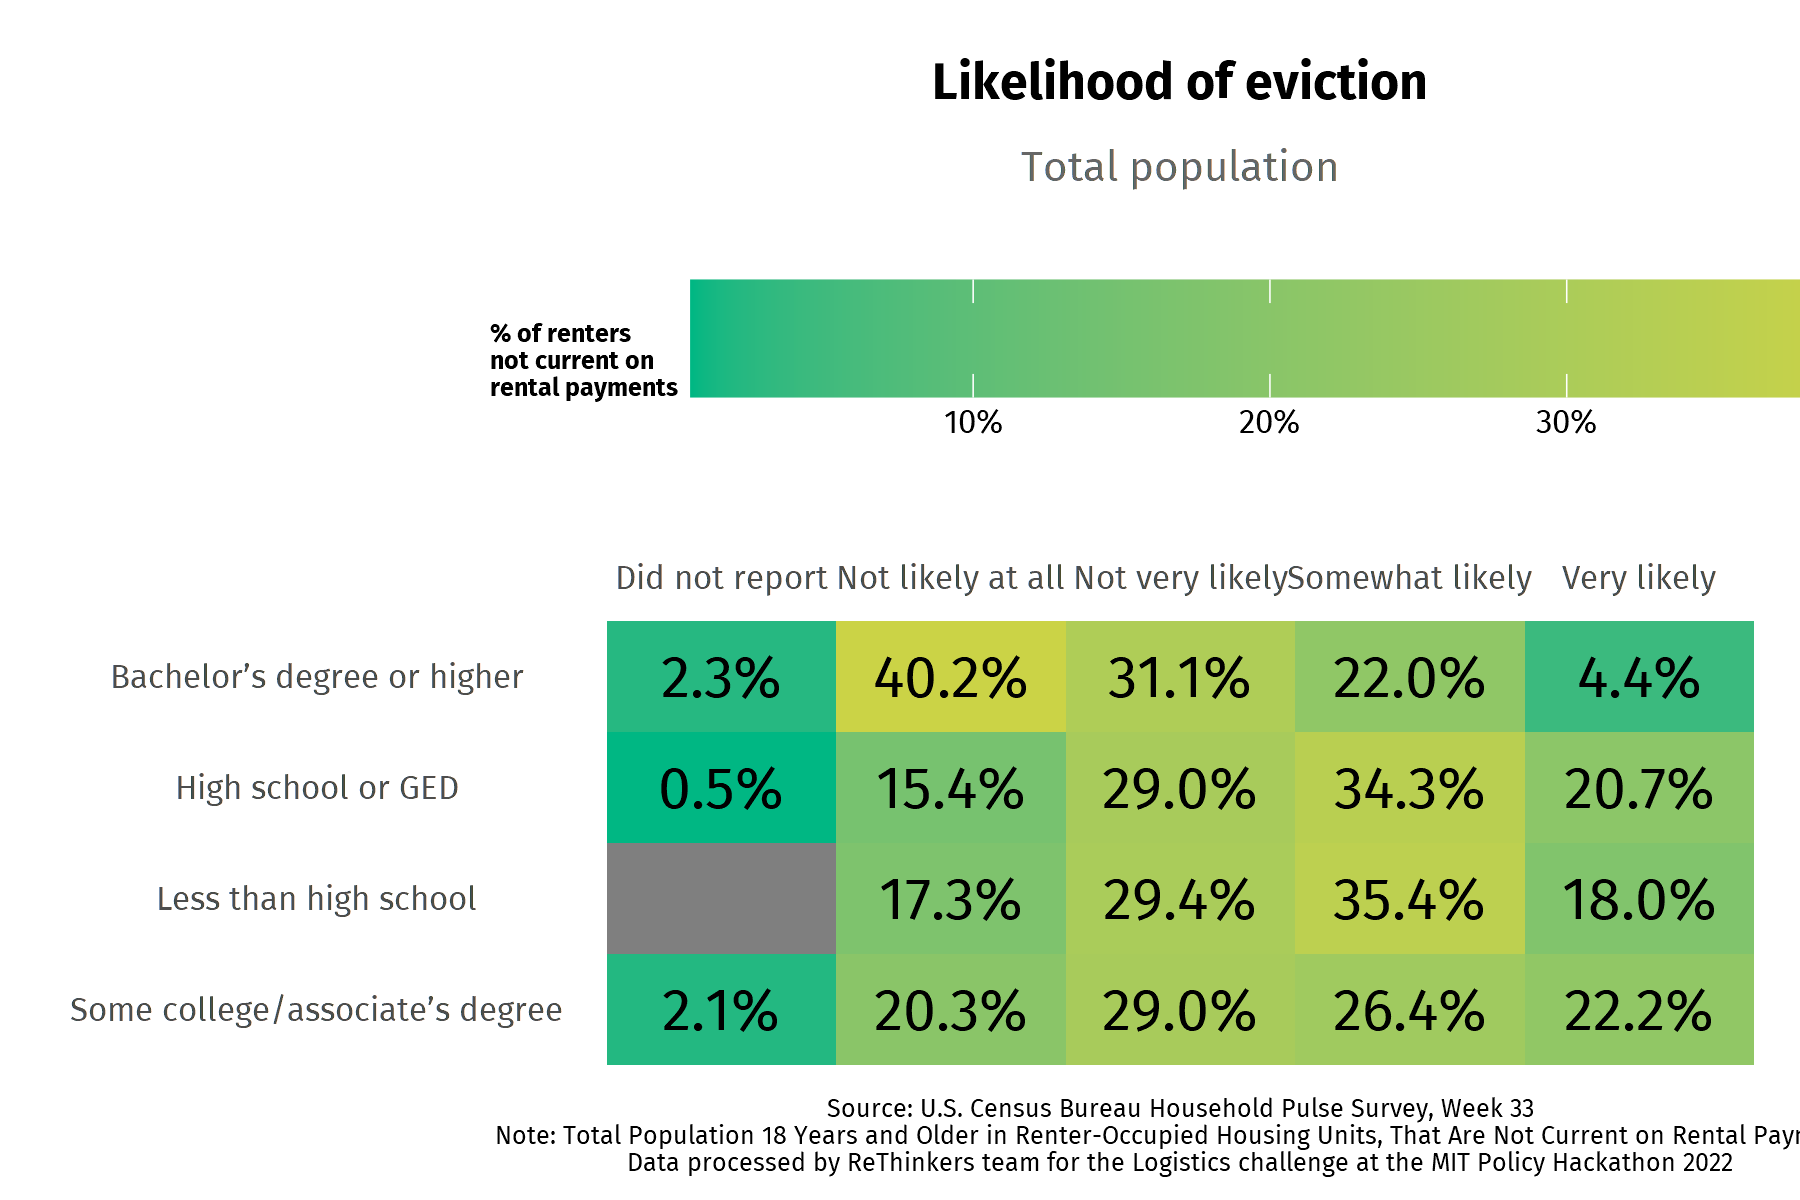 Likelihood of eviction
Total population
% of renters
not current on
rental payments
10% 20% 30%
Did not report Not likely at all Not very likely Somewhat likely Very likely
Bachelor’s degree or higher 2.3% 40.2% 31.1% 22.0% 4.4%
High school or GED 0.5% 15.4% 29.0% 34.3% 20.7%
Less than high school 17.3% 29.4% 35.4% 18.0%
Some college/associate’s degree 2.1% 20.3% 29.0% 26.4% 22.2%
Source: U.S. Census Bureau Household Pulse Survey, Week 33
Note: Total Population 18 Years and Older in Renter-Occupied Housing Units, That Are Not Current on Rental
Data processed by ReThinkers team for the Logistics challenge at the MIT Policy Hackathon 2022